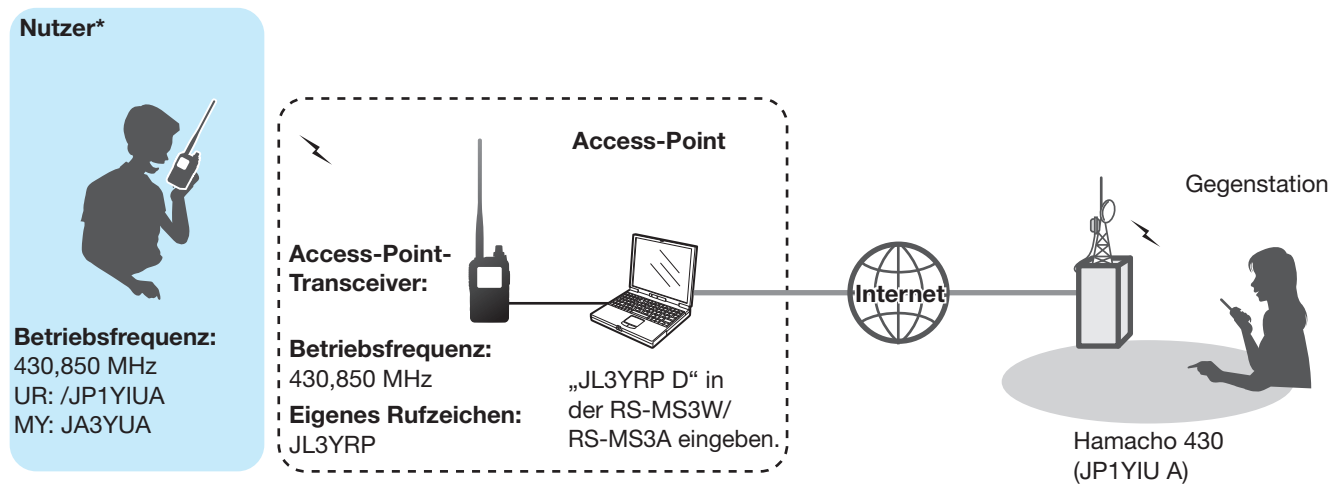 Nutzer*
Betriebsfrequenz:
430,850 MHz
UR: /JP1YIUA
MY: JA3YUA
Access-Point
Access-Point-
Transceiver:
Betriebsfrequenz:
430,850 MHz
Eigenes Rufzeichen:
JL3YRP
„JL3YRP D“ in
der RS-MS3W/
RS-MS3A eingeben.
Internet
Gegenstation
Hamacho 430
(JP1YIU A)